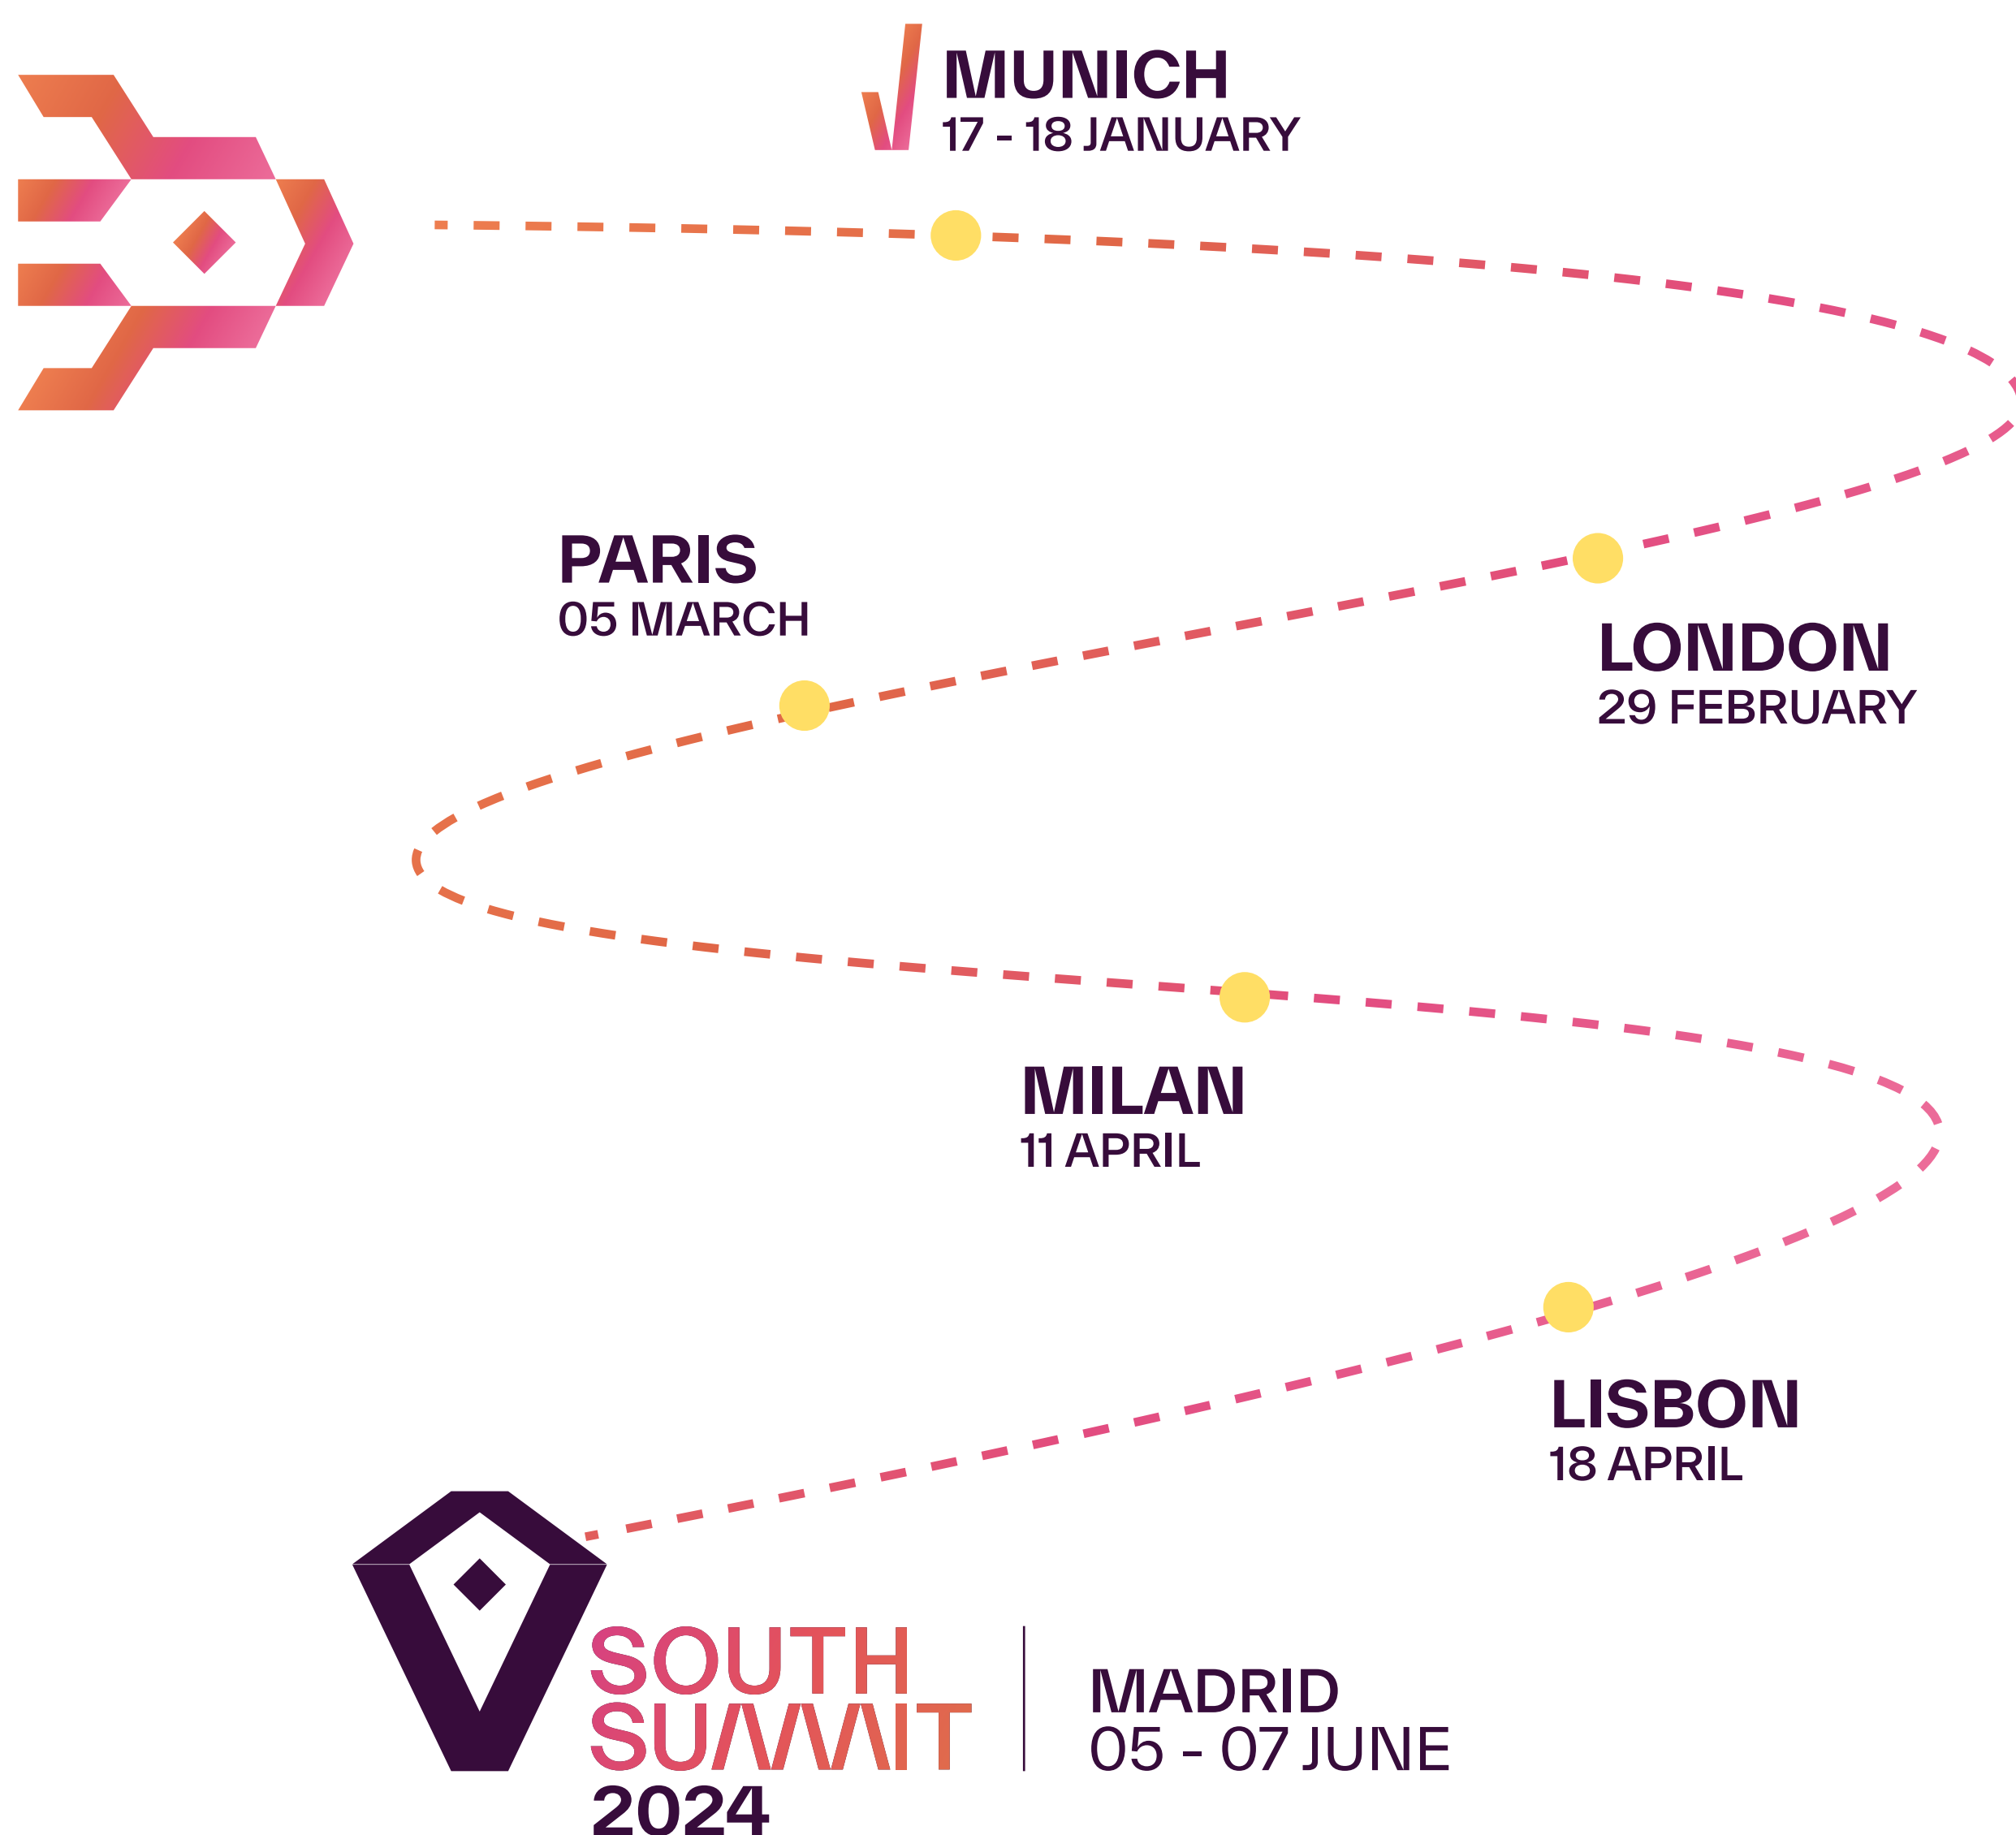 MUNICH
17 - 18 JANUARY
PARIS
05 MARCH
LONDON
29 FEBRUARY
MILAN
11 APRIL
LISBON
18 APRIL
SOUTH
SUMMIT
2024
MADRID
05 - 07 JUNE